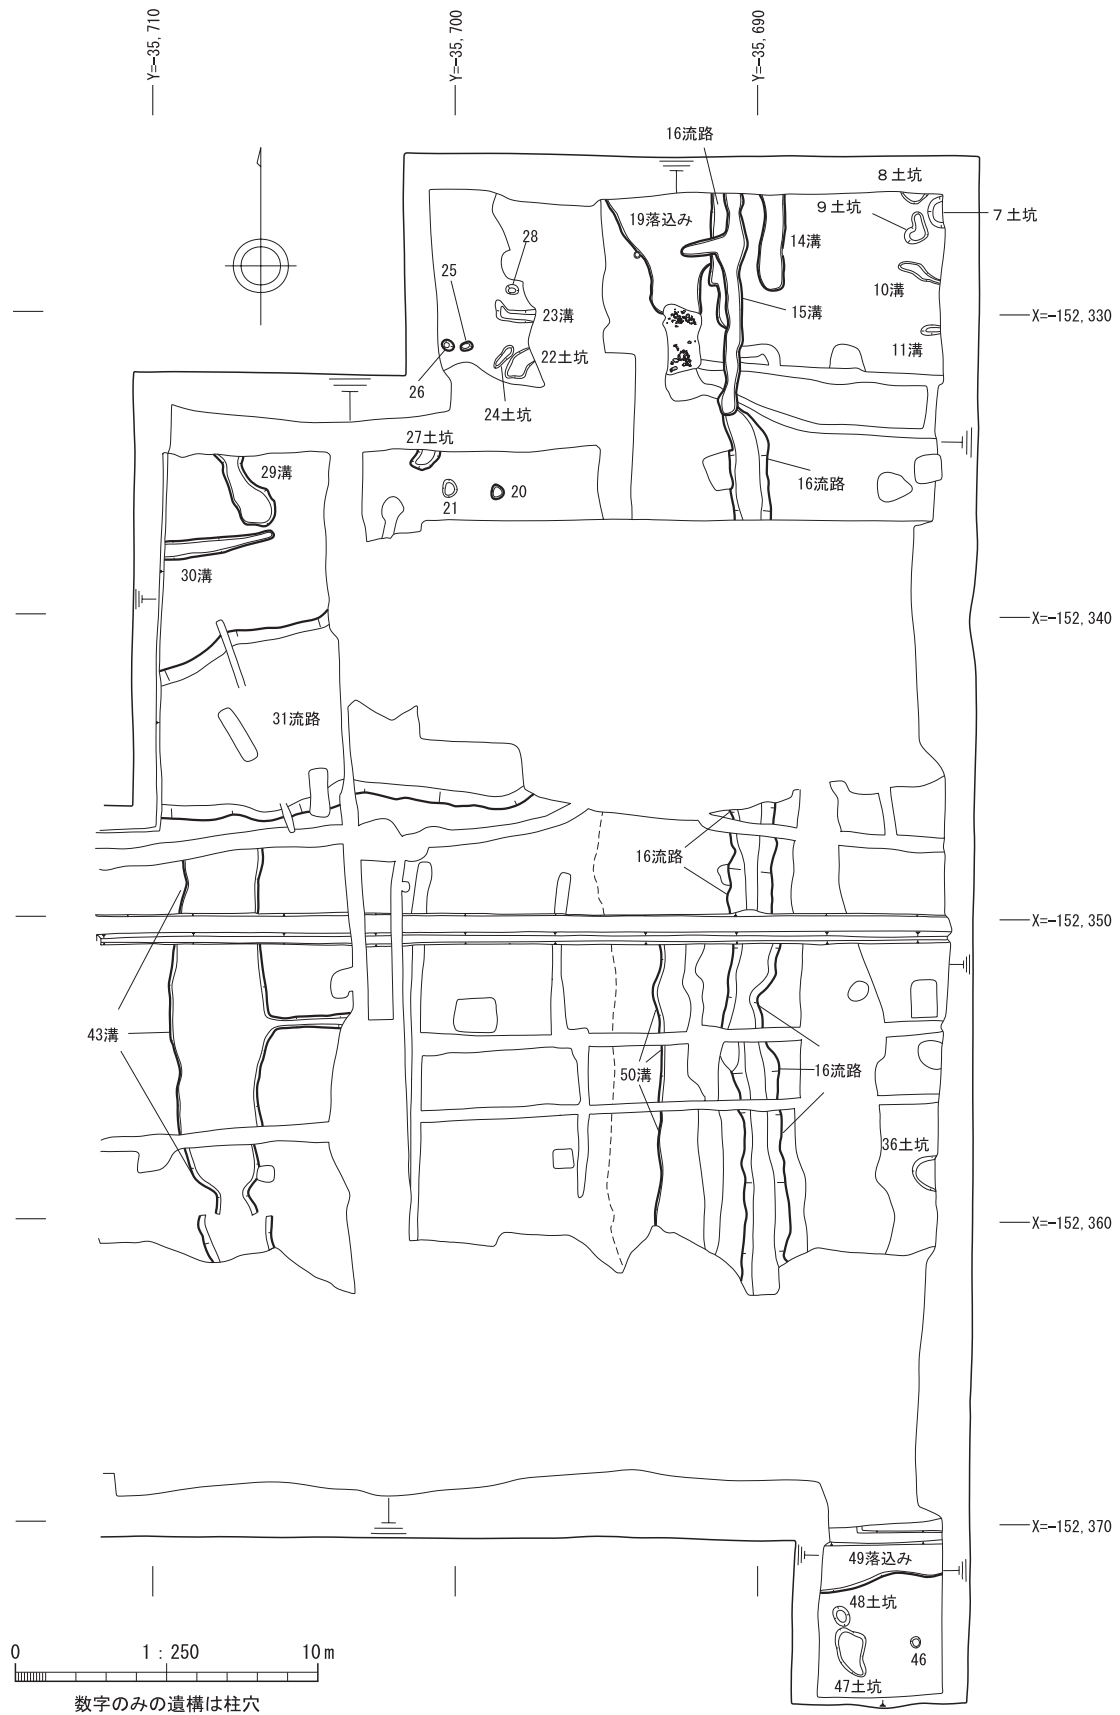 Y=-35,710
Y=-35,700
Y=-35,690
16流路
8土坑
9土坑
7土坑
19落込み
14溝
28
25
10溝
23溝
15溝
X=-152,330
11溝
22土坑
26
24土坑
27土坑
29溝
16流路
21
20
30溝
X=-152,340
31流路
16流路
X=-152,350
43溝
50溝
16流路
36土坑
X=-152,360
X=-152,370
49落込み
48土坑
46
47土坑
0
1:250
10m
数字のみの遺構は柱穴